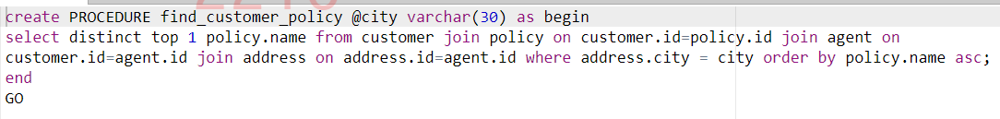 create PROCEDURE find_customer_policy @city varchar(30) as begin
select distinct top 1 policy.name from customer join policy on customer.id=policy.id join agent on
customer.id=agent.id join address on address.id=agent.id where address.city = city order by policy.name asc;
end
GO